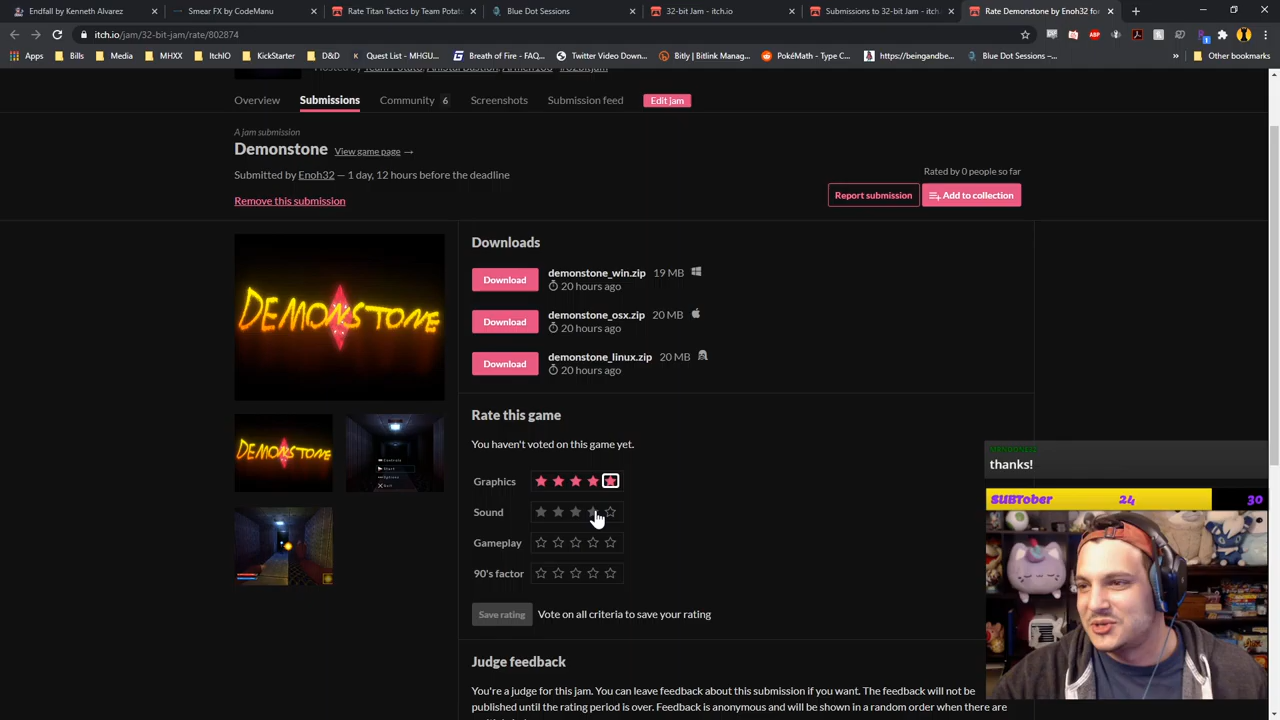 Endfall by Kenneth Alvarez
Smear FX by CodeManu
Rate Titan Tactics by Team Potat
Blue Dot Sessions
32-bit Jam - itch.io
Submissions to 32-bit Jam - itch.
Rate Demonstone by Enoh32 for
itch.io/jam/32-bit-jam/rate/802874
Apps
Bills
Media
MHXX
ItchIO
KickStarter
D&D
Quest List - MHGU...
Breath of Fire - FAQ...
Twitter Video Down...
Bitly | Bitlink Manag...
PokéMath - Type C...
https://beingandbe...
Blue Dot Sessions –...
Other bookmarks
Overview
Submissions
Community 6
Screenshots
Submission feed
Edit jam
A jam submission
Demonstone View game page →
Submitted by Enoh32 — 1 day, 12 hours before the deadline
Remove this submission
Rated by 0 people so far
Report submission
Add to collection
DEMONSTONE
DEMONSTONE
Downloads
Download demonstone_win.zip 19 MB
20 hours ago
Download demonstone_osx.zip 20 MB
20 hours ago
Download demonstone_linux.zip 20 MB
20 hours ago
Rate this game
You haven't voted on this game yet.
Graphics
Sound
Gameplay
90's factor
Save rating Vote on all criteria to save your rating
Judge feedback
You're a judge for this jam. You can leave feedback about this submission if you want. The feedback will not be
published until the rating period is over. Feedback is anonymous and will be shown in a random order when there are
thanks!
SUBTober 24 30